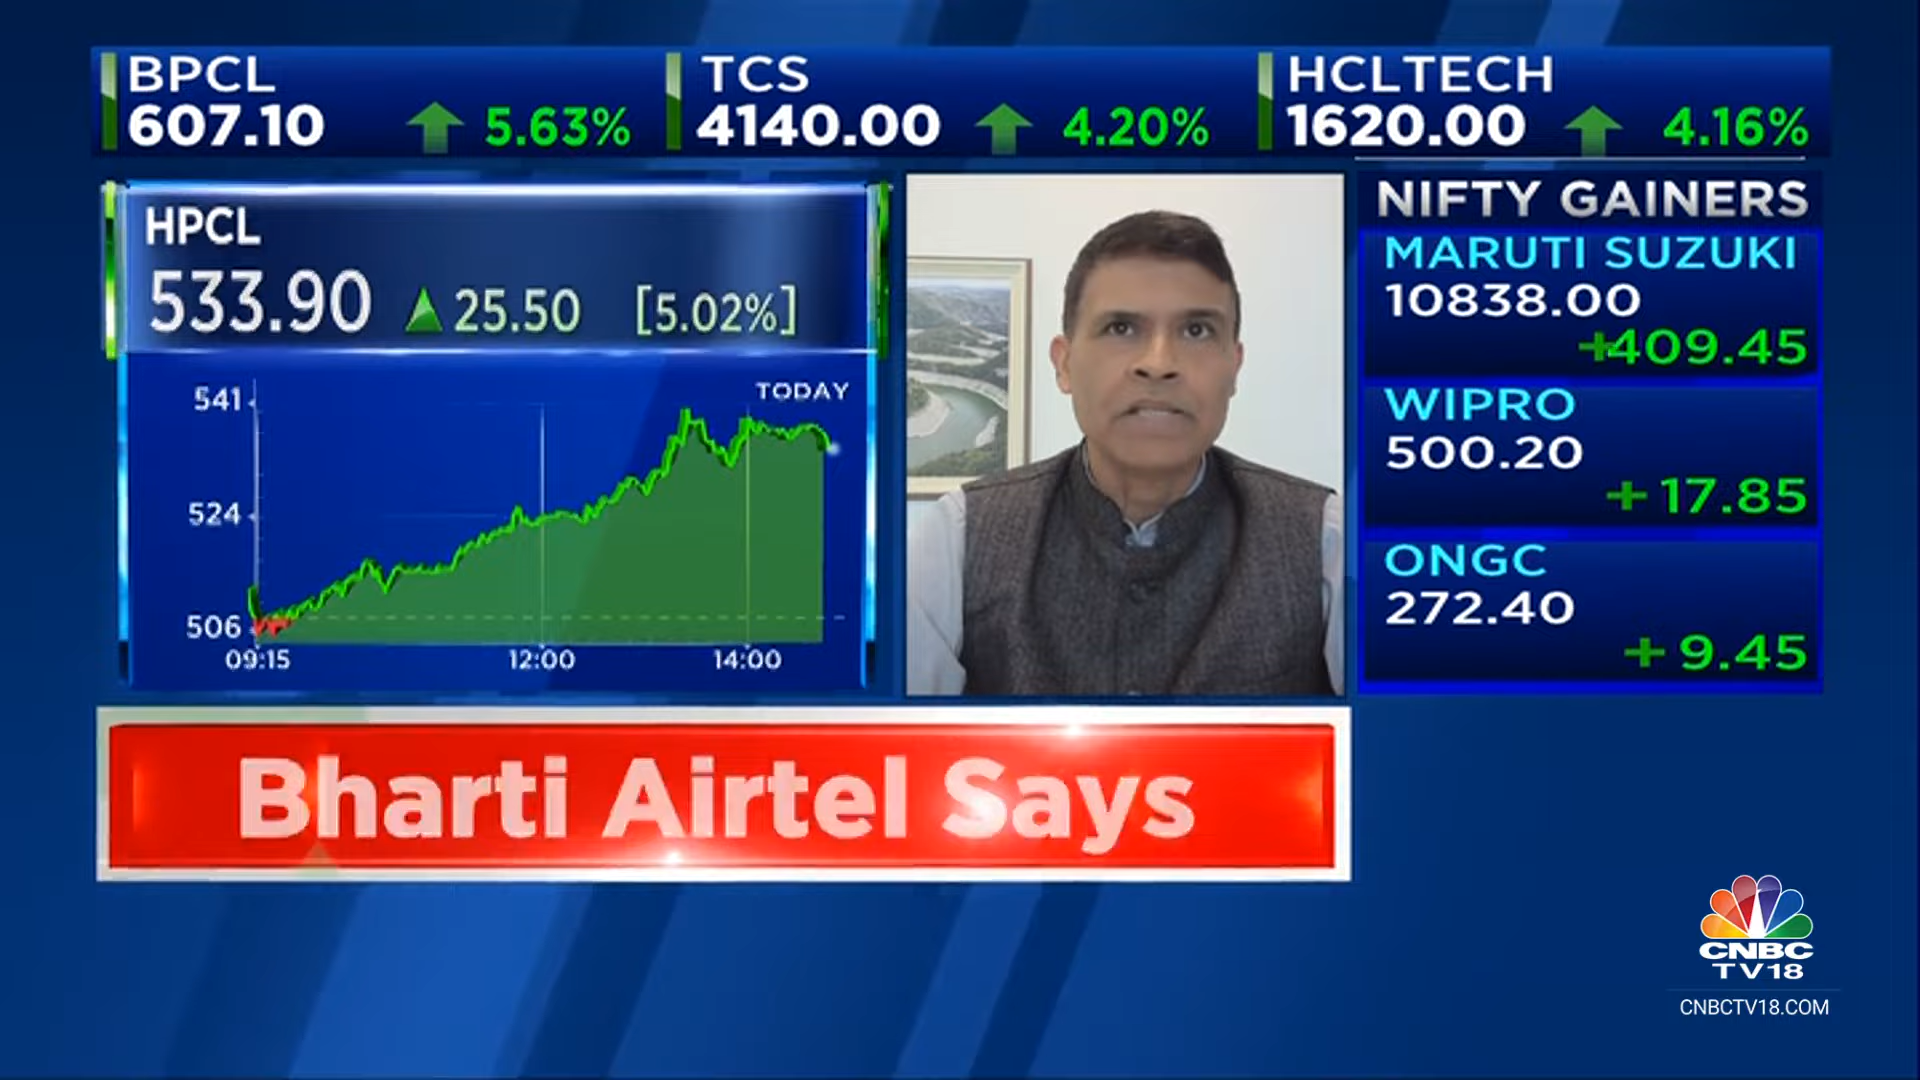 BPCL
607.10 5.63%
TCS
4140.00 4.20%
HCLTECH
1620.00 4.16%
HPCL
533.90 25.50 [5.02%]
TODAY
541
524
506
09:15 12:00 14:00
NIFTY GAINERS
MARUTI SUZUKI
10838.00
+409.45
WIPRO
500.20
+ 17.85
ONGC
272.40
+ 9.45
Bharti Airtel Says
CNBC
TV18
CNBCTV18.COM